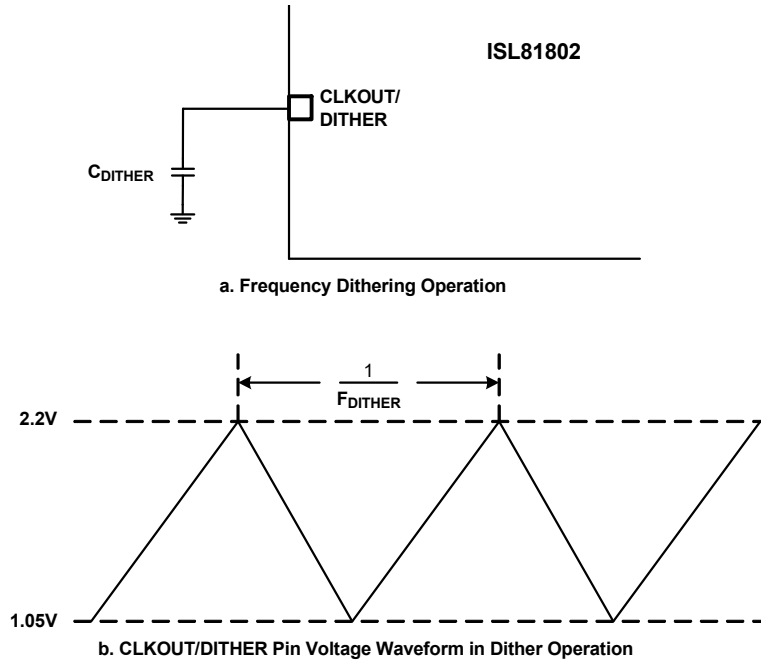 ISL81802
CLKOUT/
DITHER
CDITHER
a. Frequency Dithering Operation
1
FDITHER
2.2V
1.05V
b. CLKOUT/DITHER Pin Voltage Waveform in Dither Operation